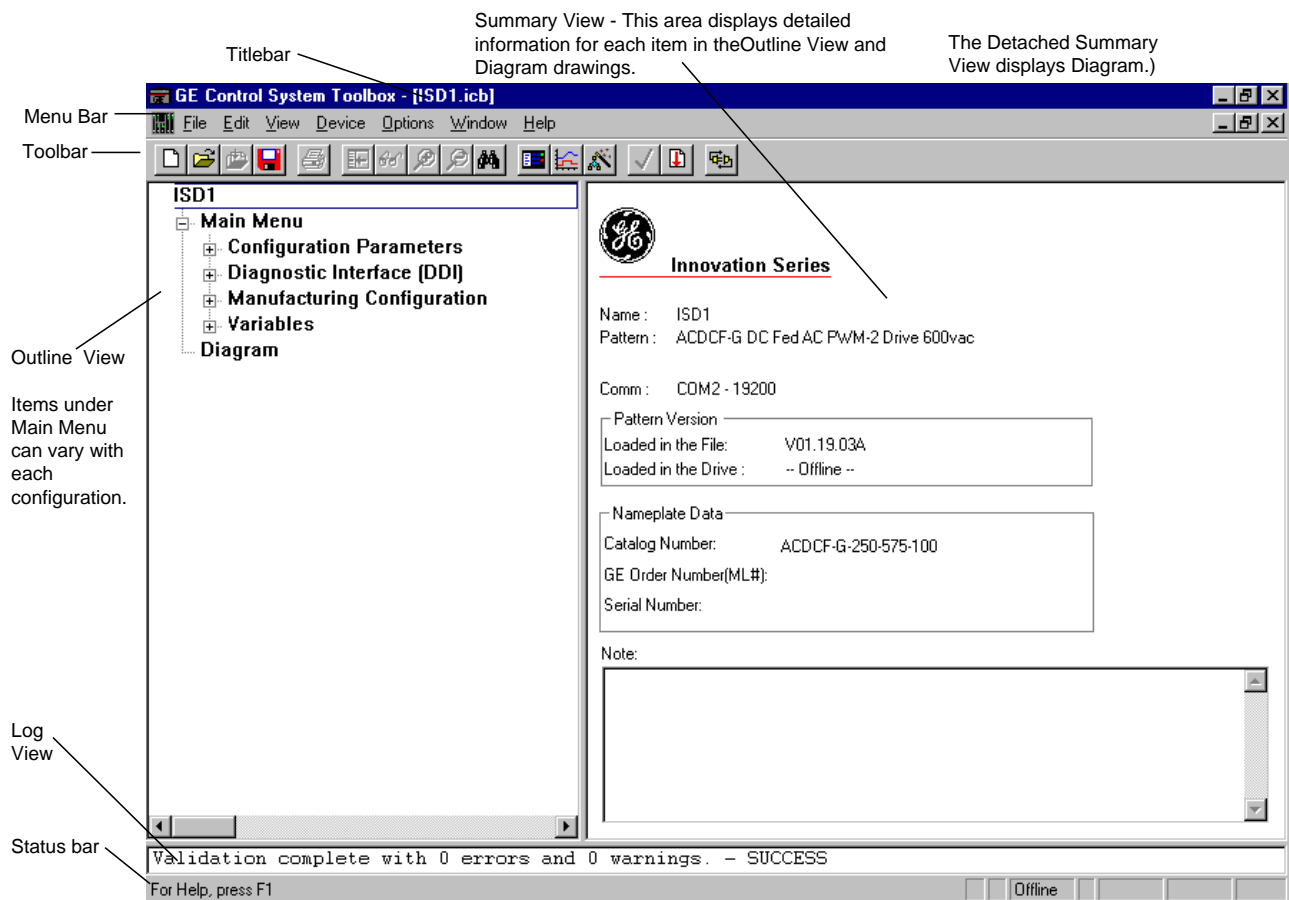 Summary View - This area displays detailed
information for each item in theOutline View and
Diagram drawings.
The Detached Summary
View displays Diagram.)
Titlebar
Menu Bar
Toolbar
GE Control System Toolbox - [ISD1.icb]
File Edit View Device Options Window Help
ISD1
Main Menu
Configuration Parameters
Diagnostic Interface (DDI)
Manufacturing Configuration
Variables
Diagram
Outline View
Items under
Main Menu
can vary with
each
configuration.
Log
View
Status bar
GE
Innovation Series
Name : ISD1
Pattern : ACDCF-G DC Fed AC PWM-2 Drive 600vac
Comm : COM2 - 19200
Pattern Version
Loaded in the File: V01.19.03A
Loaded in the Drive : -- Offline --
Nameplate Data
Catalog Number: ACDCF-G-250-575-100
GE Order Number(ML#):
Serial Number:
Note:
Validation complete with 0 errors and 0 warnings. - SUCCESS
For Help, press F1
Offline